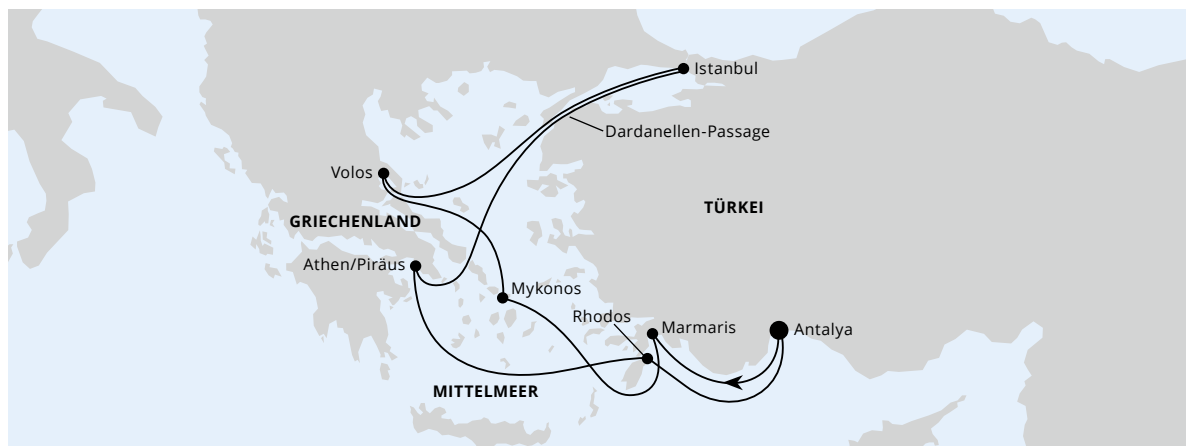 Istanbul
Dardanellen-Passage
Volos
TÜRKEI
GRIECHENLAND
Athen/Piräus
Mykonos
Rhodos
Marmaris
Antalya
MITTELMEER